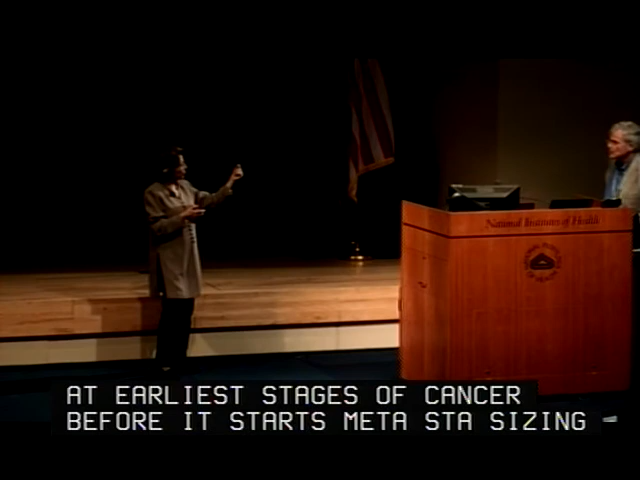 National Institutes of Health
AT EARLIEST STAGES OF CANCER
BEFORE IT STARTS META STA SIZING